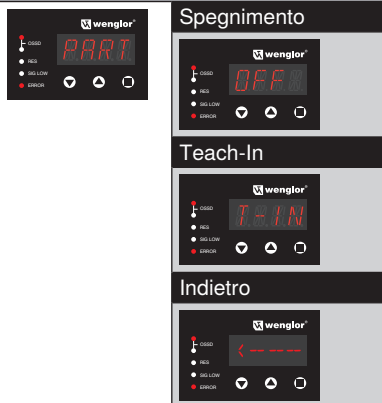 wenglor®
OSSD
PART
RES
SIG LOW
ERROR
Spegnimento
wenglor®
OSSD
OFF
RES
SIG LOW
ERROR
Teach-In
wenglor®
OSSD
T-IN
RES
SIG LOW
ERROR
Indietro
wenglor®
OSSD
<----
RES
SIG LOW
ERROR